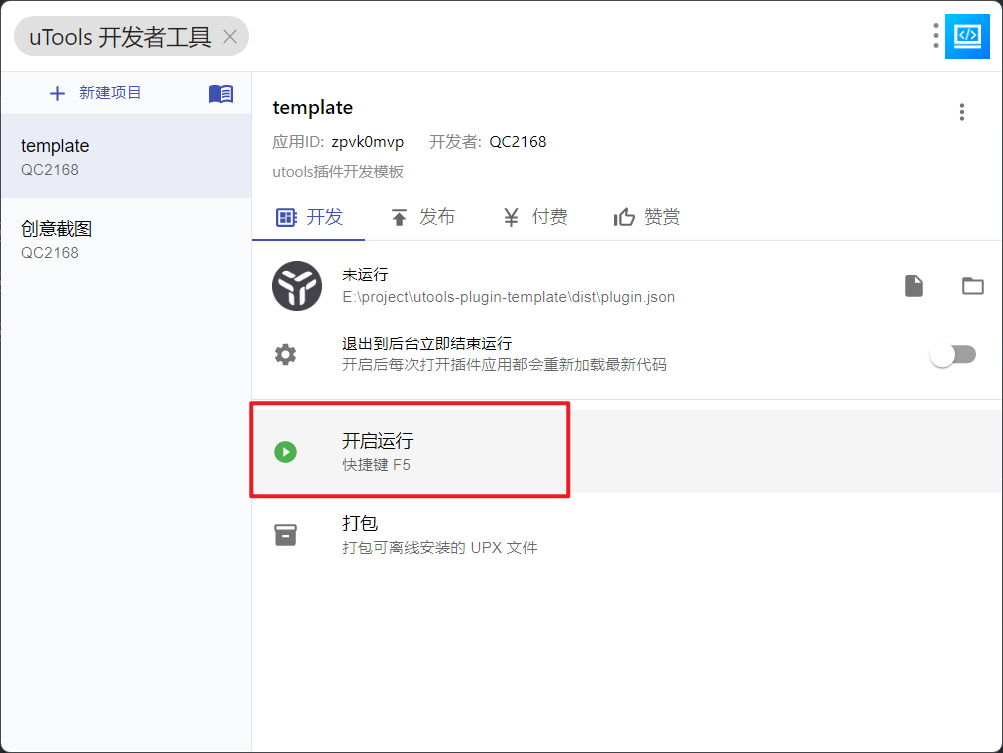 uTools 开发者工具
新建项目
template
QC2168
创意截图
QC2168
template
应用ID: zpvk0mvp 开发者: QC2168
utools插件开发模板
开发 发布 付费 赞赏
未运行
E:\project\utools-plugin-template\dist\plugin.json
退出到后台立即结束运行
开启后每次打开插件应用都会重新加载最新代码
开启运行
快捷键 F5
打包
打包可离线安装的 UPX 文件